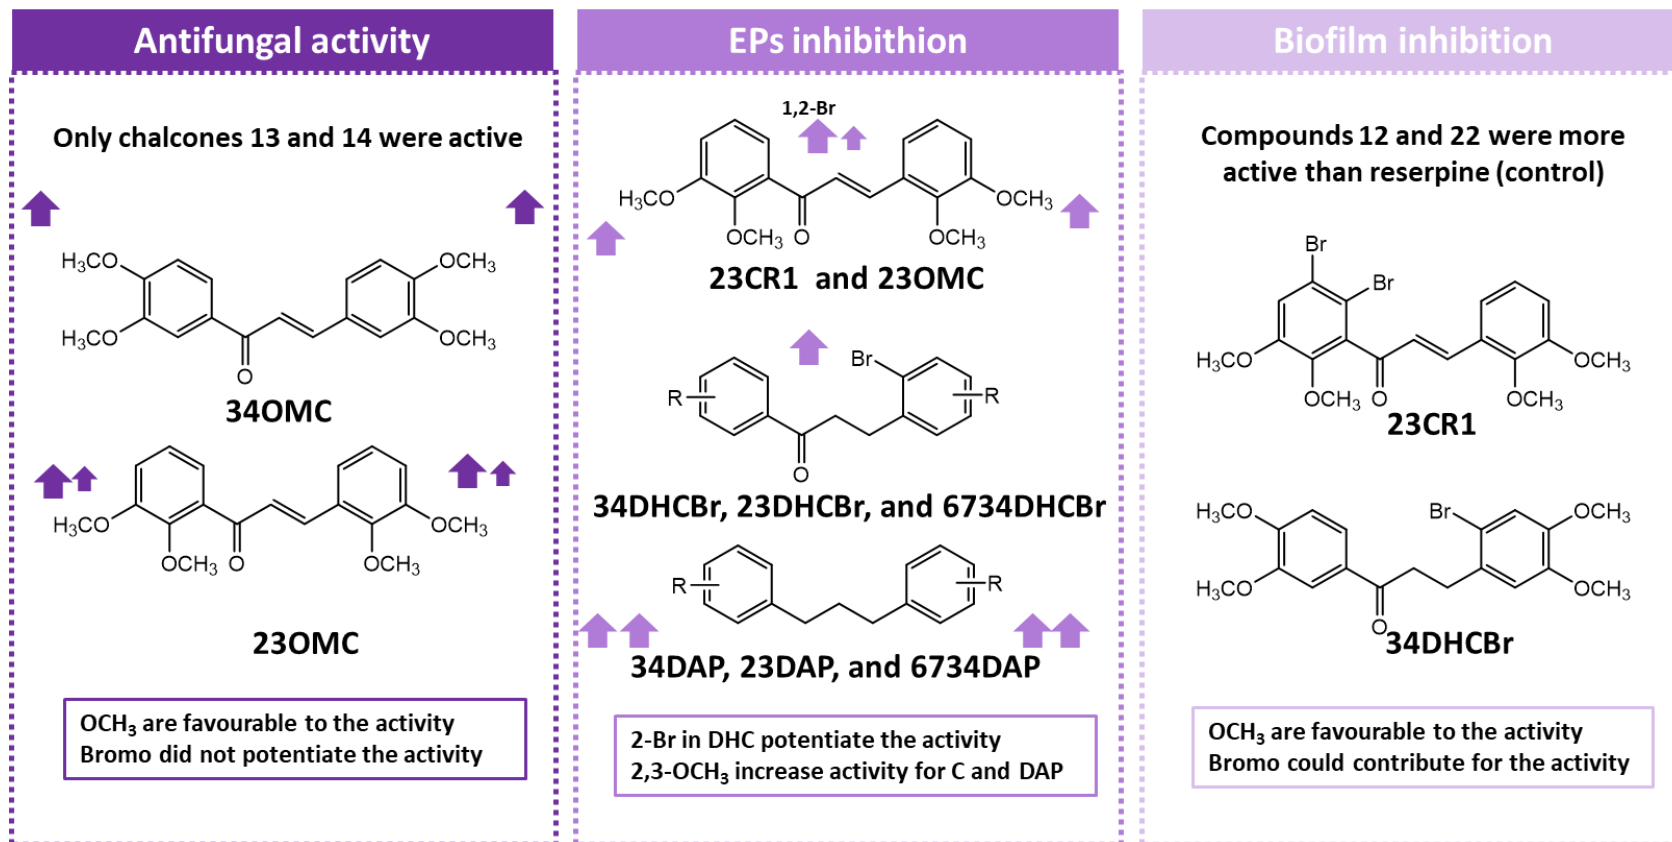 Antifungal activity
Only chalcones 13 and 14 were active
H₃CO
OCH₃
H₃CO
OCH₃
O
34OMC
H₃CO
OCH₃
OCH₃
O
OCH₃
23OMC
OCH₃ are favourable to the activity
Bromo did not potentiate the activity
EPs inhibithion
1,2-Br
H₃CO
OCH₃
OCH₃
O
OCH₃
23CR1 and 23OMC
Br
R
R
O
34DHCBr, 23DHCBr, and 6734DHCBr
R
R
34DAP, 23DAP, and 6734DAP
2-Br in DHC potentiate the activity
2,3-OCH₃ increase activity for C and DAP
Biofilm inhibition
Compounds 12 and 22 were more
active than reserpine (control)
Br
Br
H₃CO
OCH₃
OCH₃
O
OCH₃
23CR1
H₃CO
Br
OCH₃
H₃CO
OCH₃
O
34DHCBr
OCH₃ are favourable to the activity
Bromo could contribute for the activity